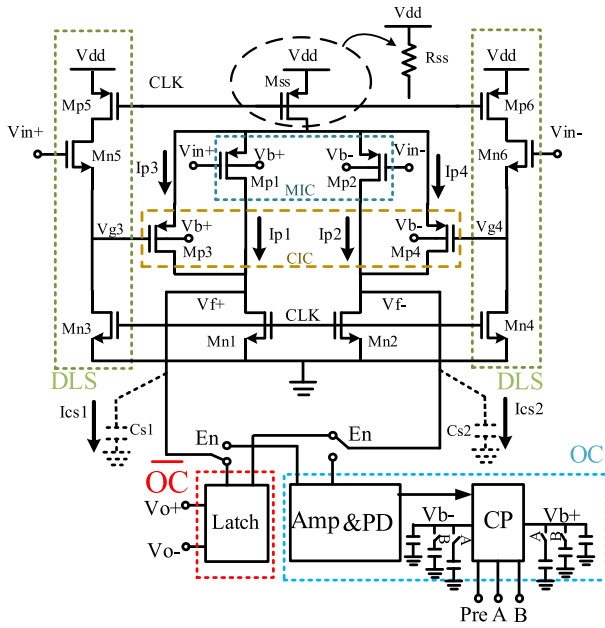 Vdd
Vdd
Vdd
Vdd
Rss
CLK
Mss
Mp5
Mp6
Vin+
Vin-
Mn5
Mn6
Ip3
Vin+
Vb+
Vb-
Vin-
Ip4
Mp1
MIC
Mp2
Vg3
Vb+
Ip1
Ip2
Vb-
Vg4
Mp3
CIC
Mp4
Vf+
CLK
Vf-
Mn3
Mn1
Mn2
Mn4
DLS
DLS
Ics1
Cs1
Cs2
Ics2
En
En
OC
OC
Vo+
Vo-
Latch
Amp &PD
CP
Vb-
Vb+
B
A
A
B
Pre A B